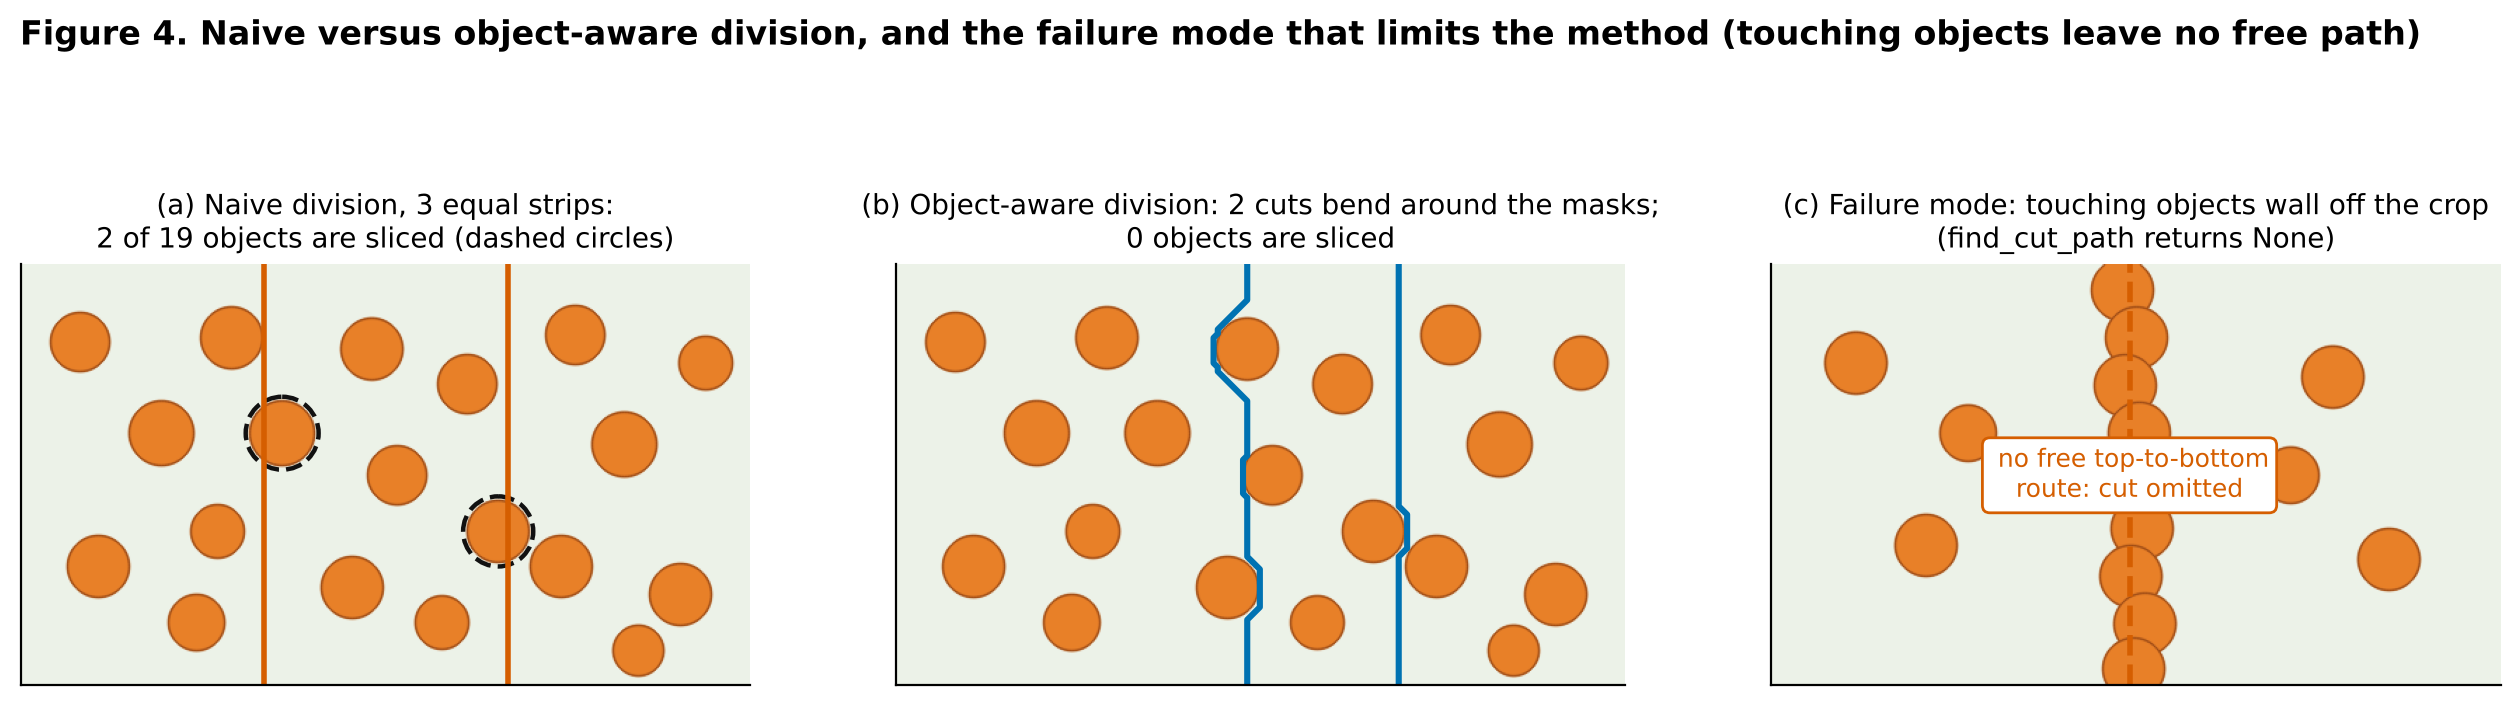 Figure 4. Naive versus object-aware division, and the failure mode that limits the method (touching objects leave no free path)
(a) Naive division, 3 equal strips:
2 of 19 objects are sliced (dashed circles)
(b) Object-aware division: 2 cuts bend around the masks;
0 objects are sliced
(c) Failure mode: touching objects wall off the crop
(find_cut_path returns None)
no free top-to-bottom
route: cut omitted